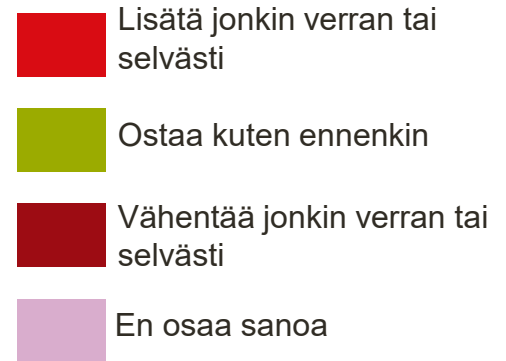 Lisätä jonkin verran tai
selvästi
Ostaa kuten ennenkin
Vähentää jonkin verran tai
selvästi
En osaa sanoa